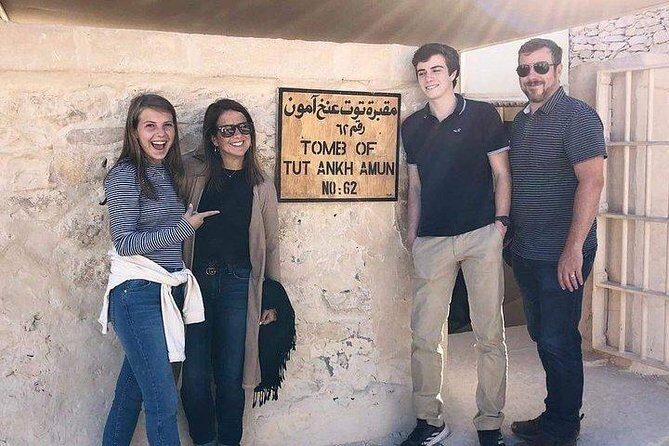 مقبرة توت عنخ آمون
رقم ٦٢
TOMB OF
TUT ANKH AMUN
NO: 62